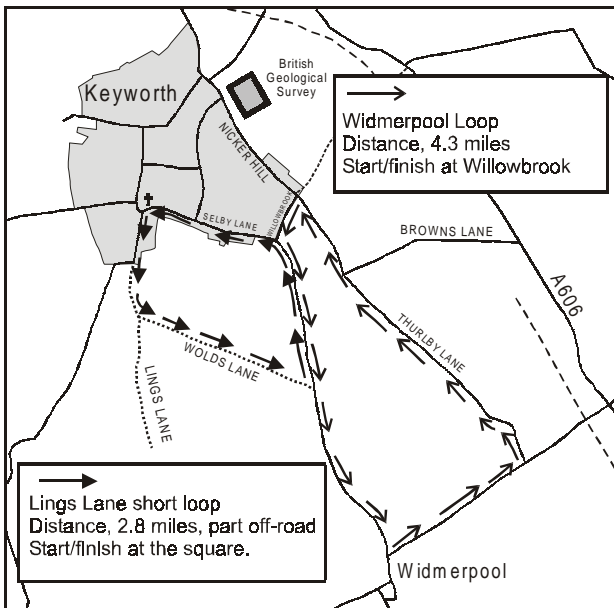 British
Geological
Survey
Keyworth
Widmerpool Loop
Distance, 4.3 miles
Start/finish at Willowbrook
NICKER HILL
WILLOWBROOK
SELBY LANE
BROWNS LANE
A606
THURLBY LANE
WOLDS LANE
LINGS LANE
Lings Lane short loop
Distance, 2.8 miles, part off-road
Start/finish at the square.
Widmerpool